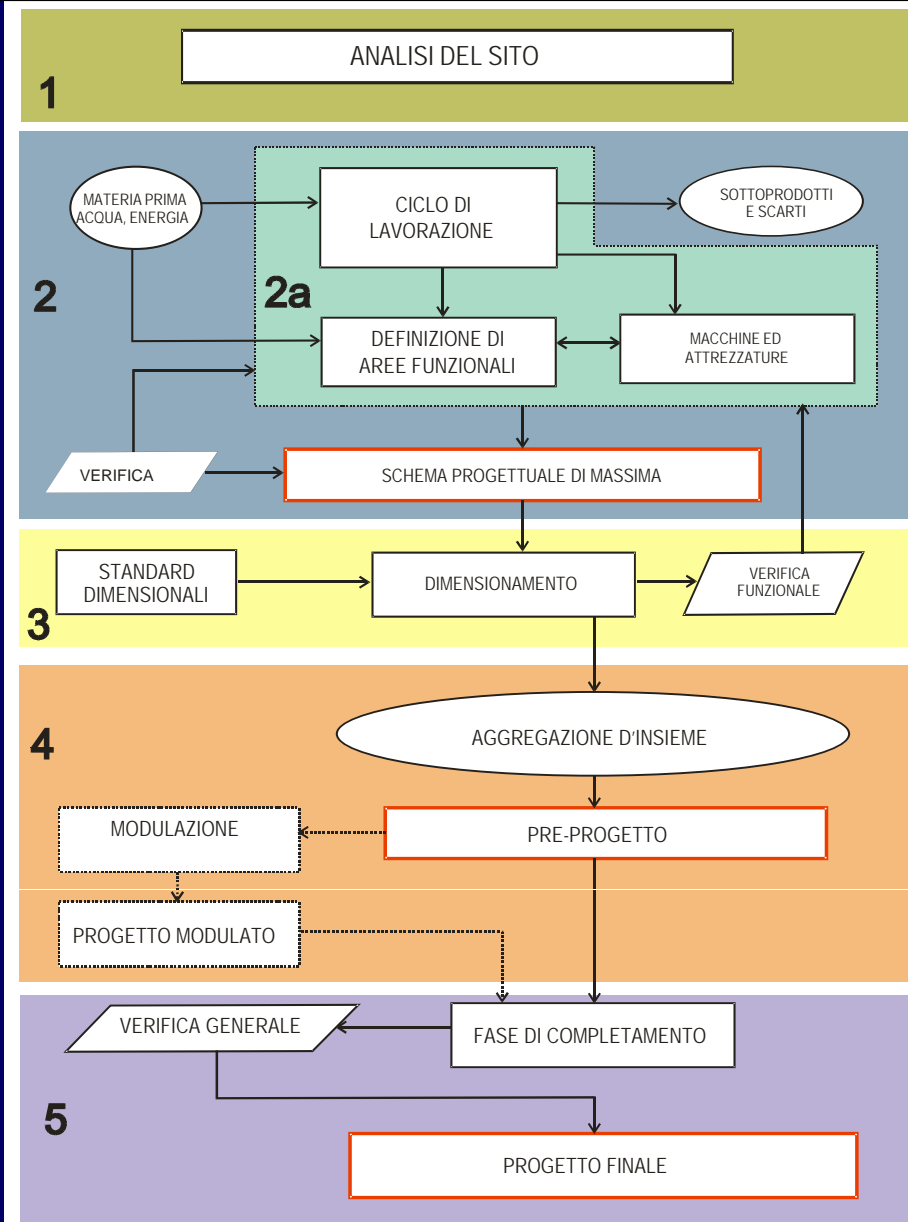 1
ANALISI DEL SITO
2
MATERIA PRIMA
ACQUA, ENERGIA
CICLO DI
LAVORAZIONE
SOTTOPRODOTTI
E SCARTI
2a
DEFINIZIONE DI
AREE FUNZIONALI
MACCHINE ED
ATTREZZATURE
VERIFICA
SCHEMA PROGETTUALE DI MASSIMA
3
STANDARD
DIMENSIONALI
DIMENSIONAMENTO
VERIFICA
FUNZIONALE
4
AGGREGAZIONE D'INSIEME
MODULAZIONE
PRE-PROGETTO
PROGETTO MODULATO
5
VERIFICA GENERALE
FASE DI COMPLETAMENTO
PROGETTO FINALE